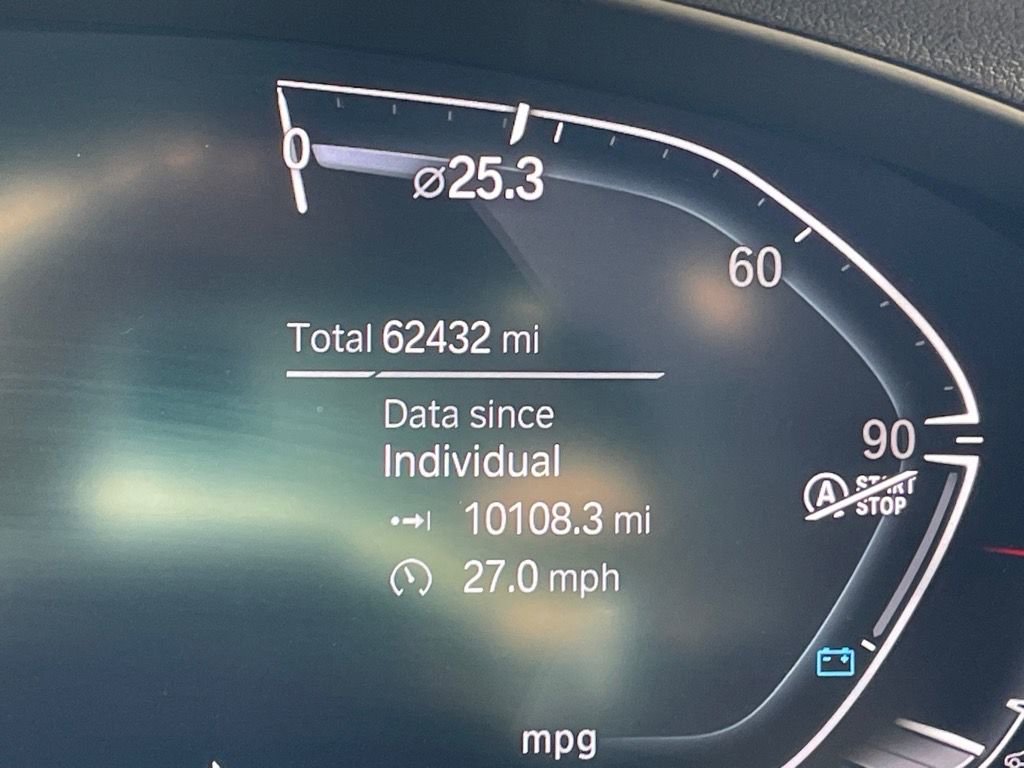 0
⌀25.3
60
Total 62432 mi
Data since
Individual
90
A START
STOP
10108.3 mi
27.0 mph
mpg